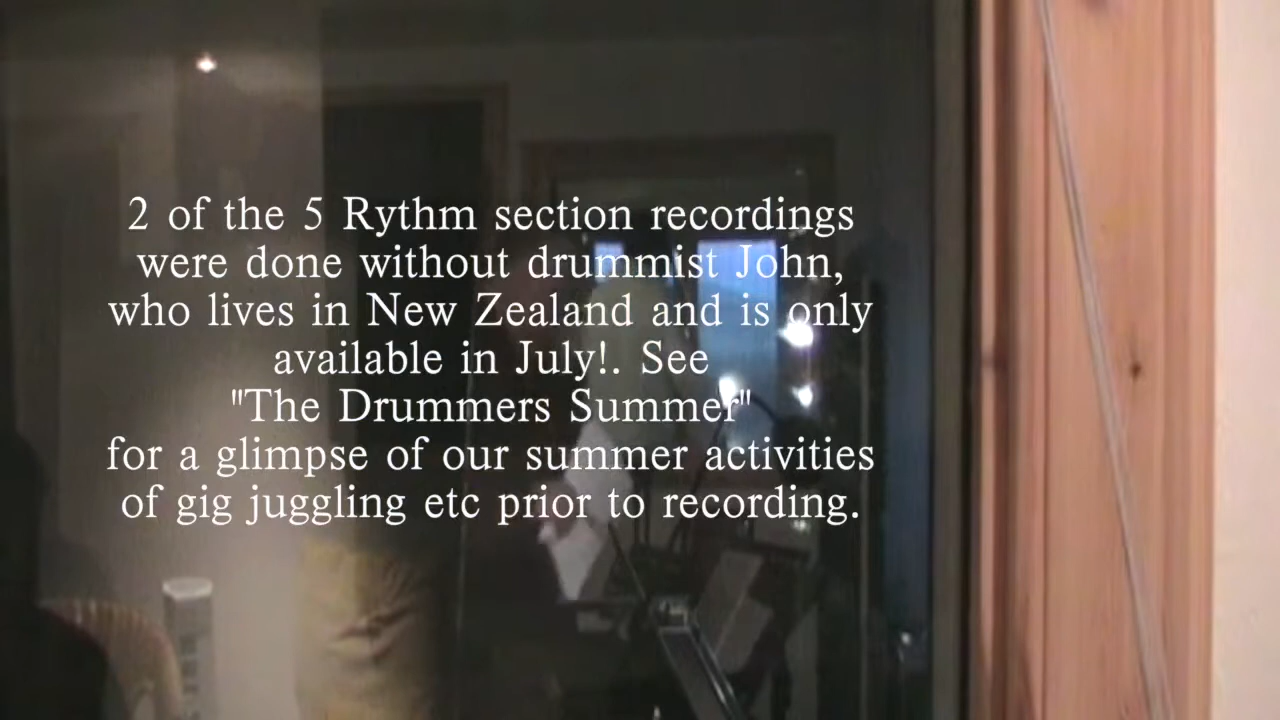 2 of the 5 Rythm section recordings
were done without drummist John,
who lives in New Zealand and is only
available in July!. See
"The Drummers Summer"
for a glimpse of our summer activities
of gig juggling etc prior to recording.